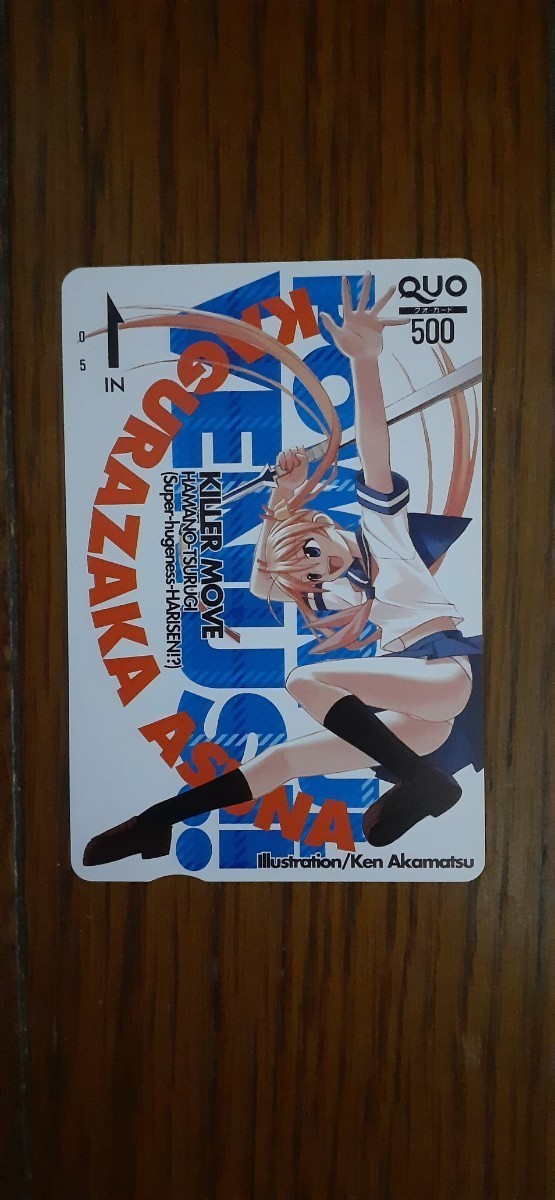 QUO
クオ・カード
500
0
5
IN
KAGURAZAKA ASUNA
KILLER MOVE
HAMANO-TSURUGI
(Super-hugeness-HARISEN!?)
Illustration/Ken Akamatsu